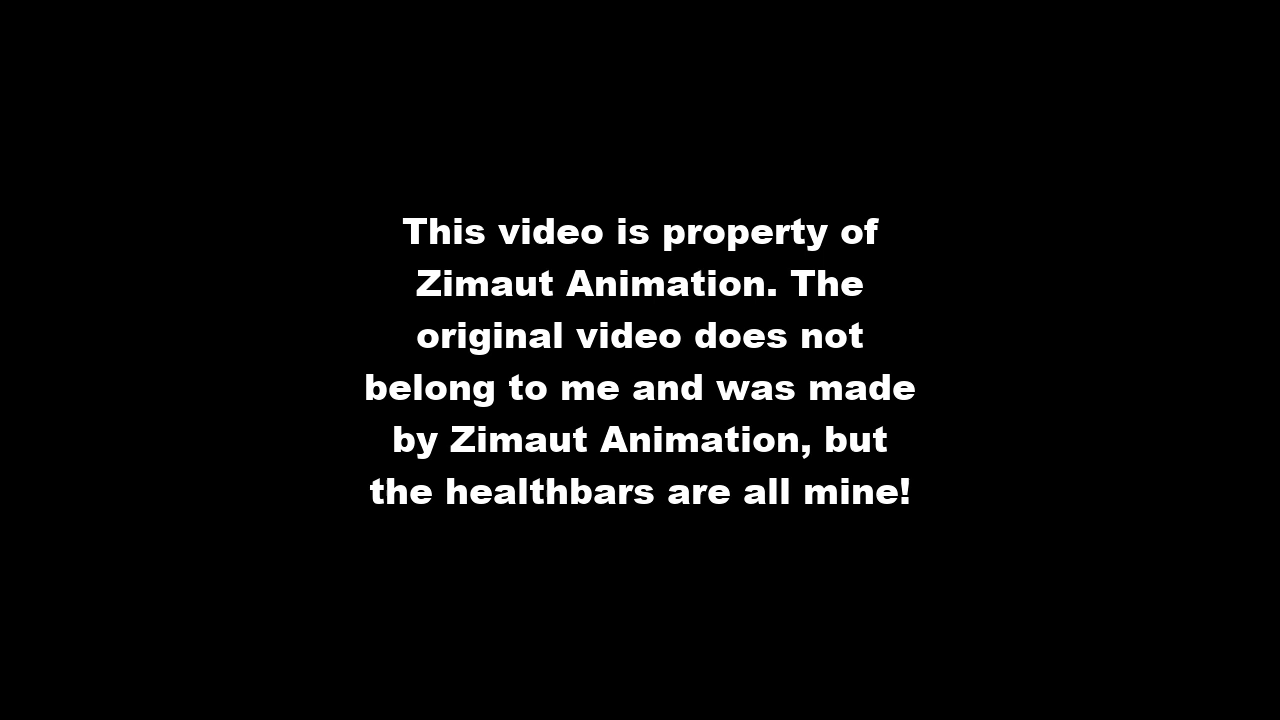 This video is property of
Zimaut Animation. The
original video does not
belong to me and was made
by Zimaut Animation, but
the healthbars are all mine!